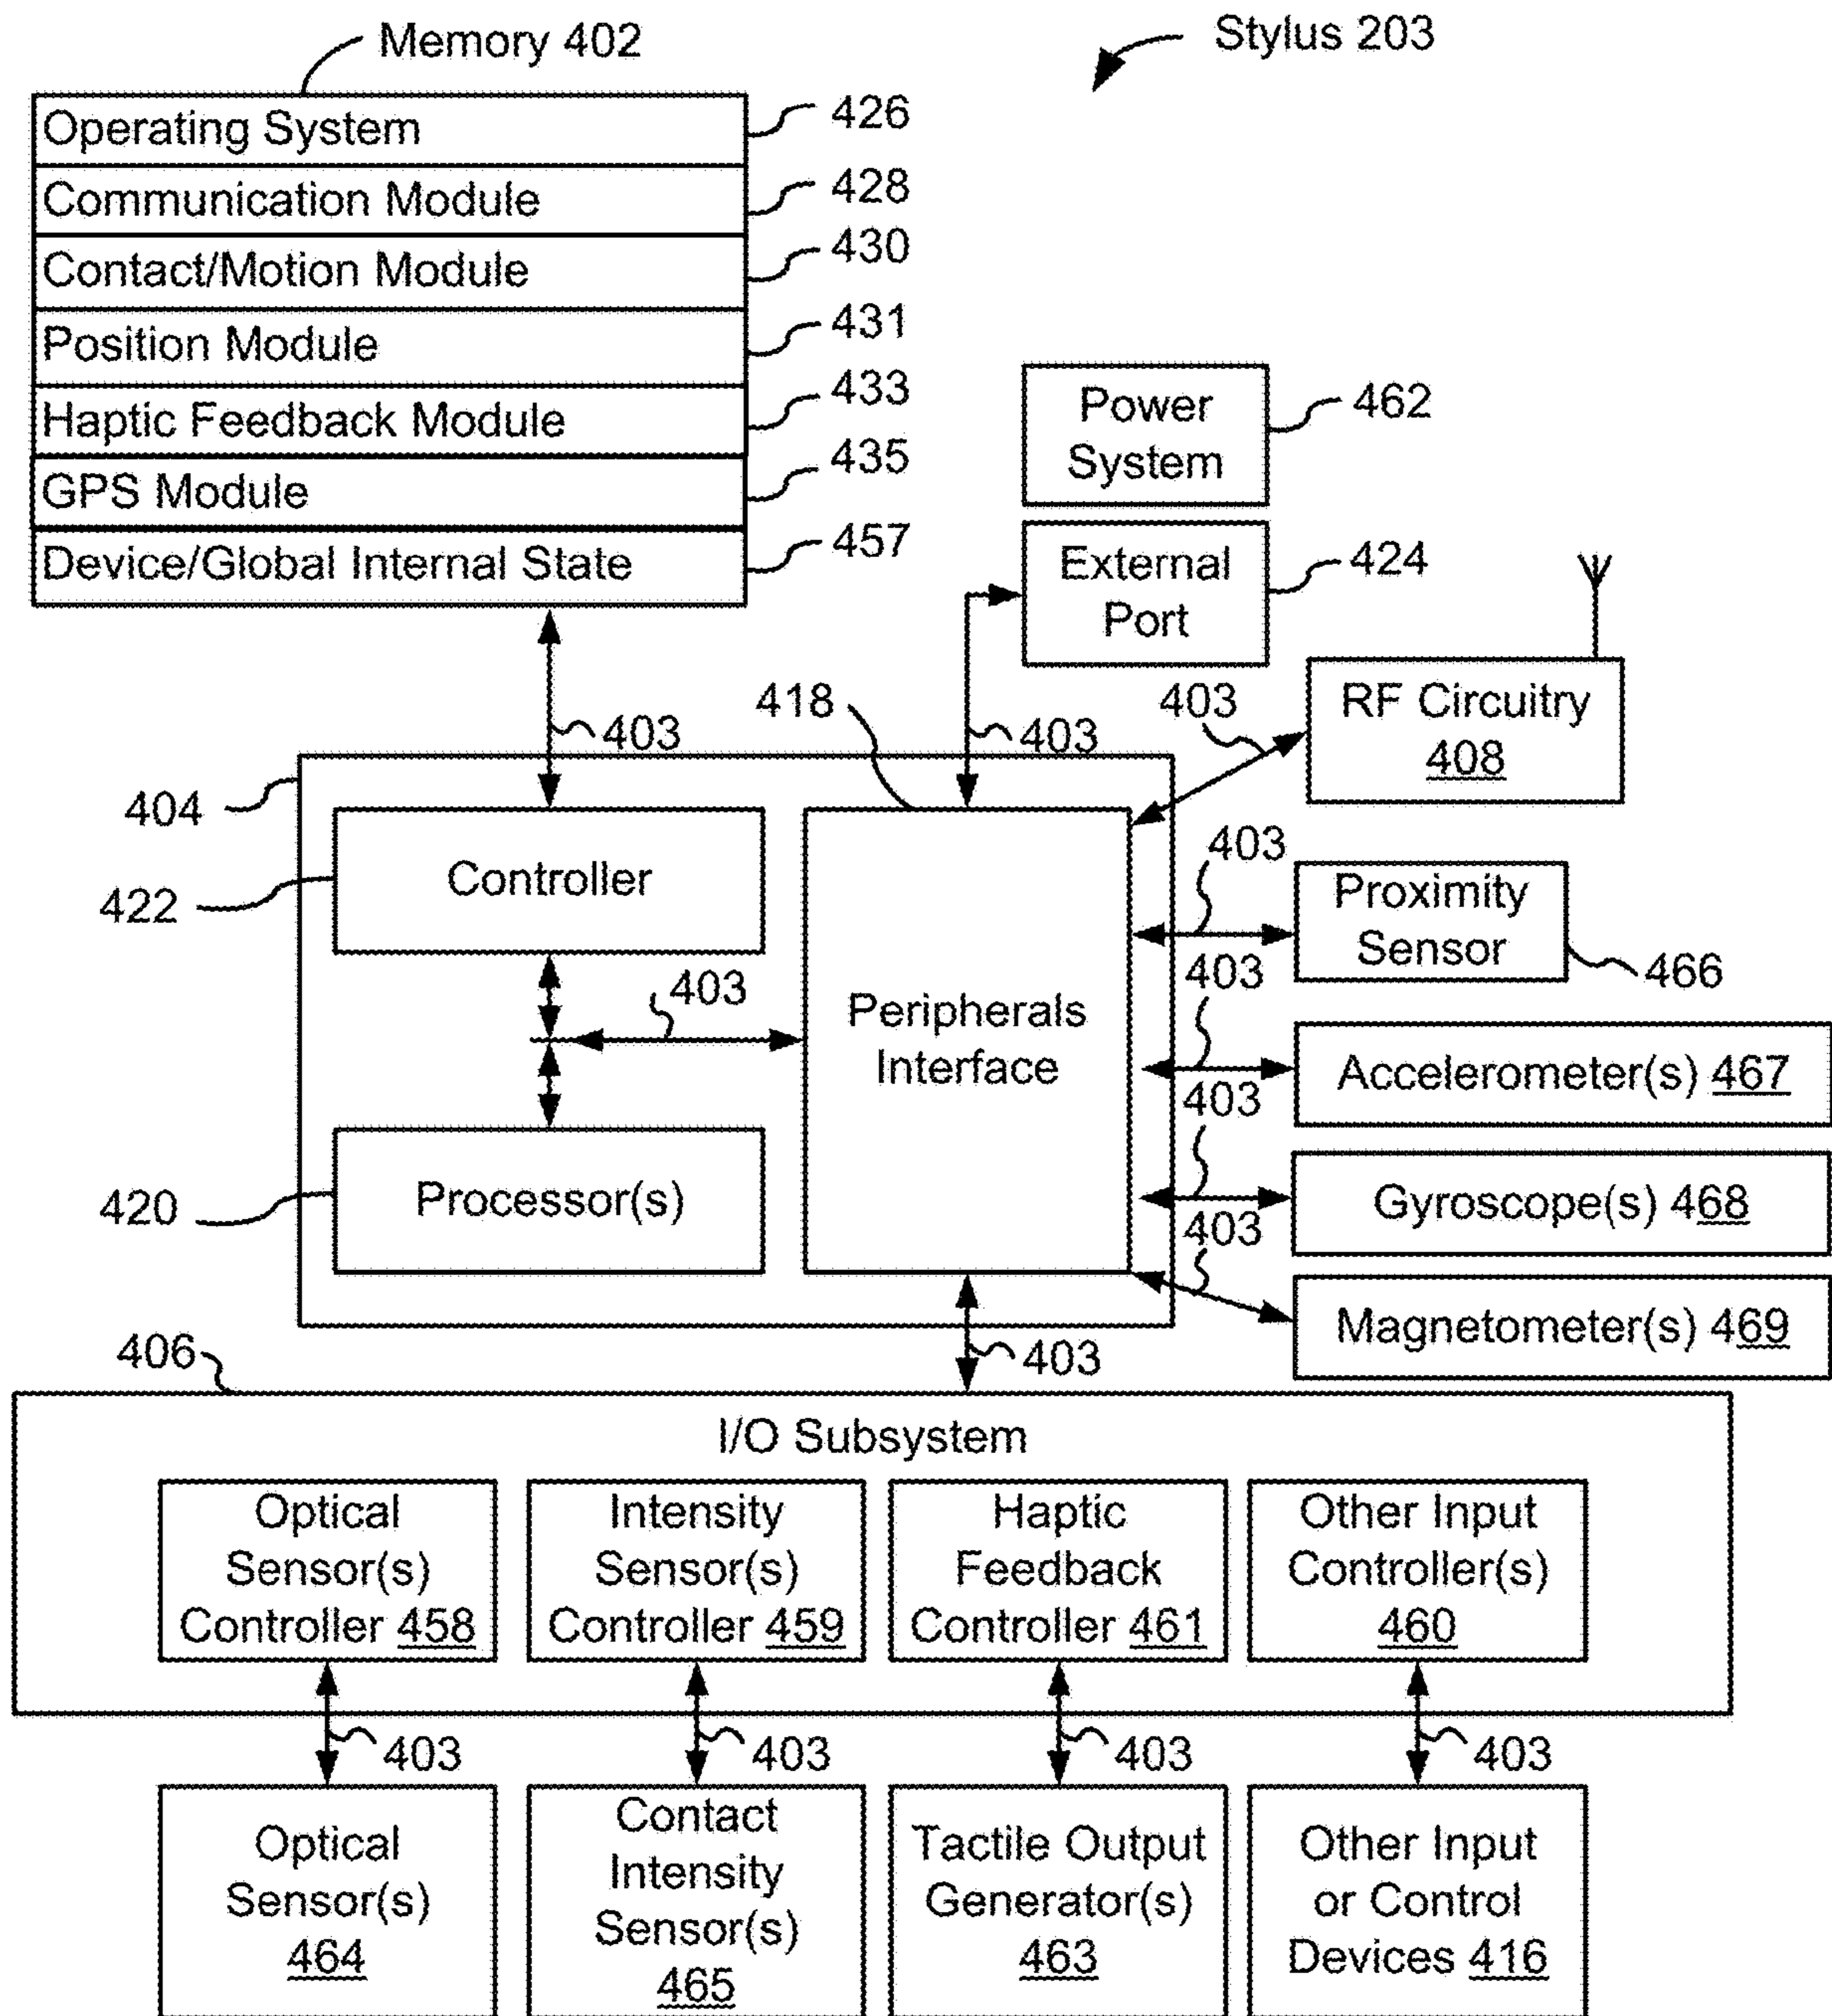 Memory 402
Stylus 203
Operating System
426
Communication Module
428
Contact/Motion Module
430
Position Module
431
Haptic Feedback Module
433
GPS Module
435
Device/Global Internal State
457
Power
System
462
External
Port
424
RF Circuitry
408
403
403
418
403
404
Controller
422
403
Peripherals
Interface
Processor(s)
420
403
Proximity
Sensor
466
403
Accelerometer(s) 467
403
Gyroscope(s) 468
403
Magnetometer(s) 469
403
406
I/O Subsystem
Optical
Sensor(s)
Controller 458
Intensity
Sensor(s)
Controller 459
Haptic
Feedback
Controller 461
Other Input
Controller(s)
460
403
403
403
403
Optical
Sensor(s)
464
Contact
Intensity
Sensor(s)
465
Tactile Output
Generator(s)
463
Other Input
or Control
Devices 416